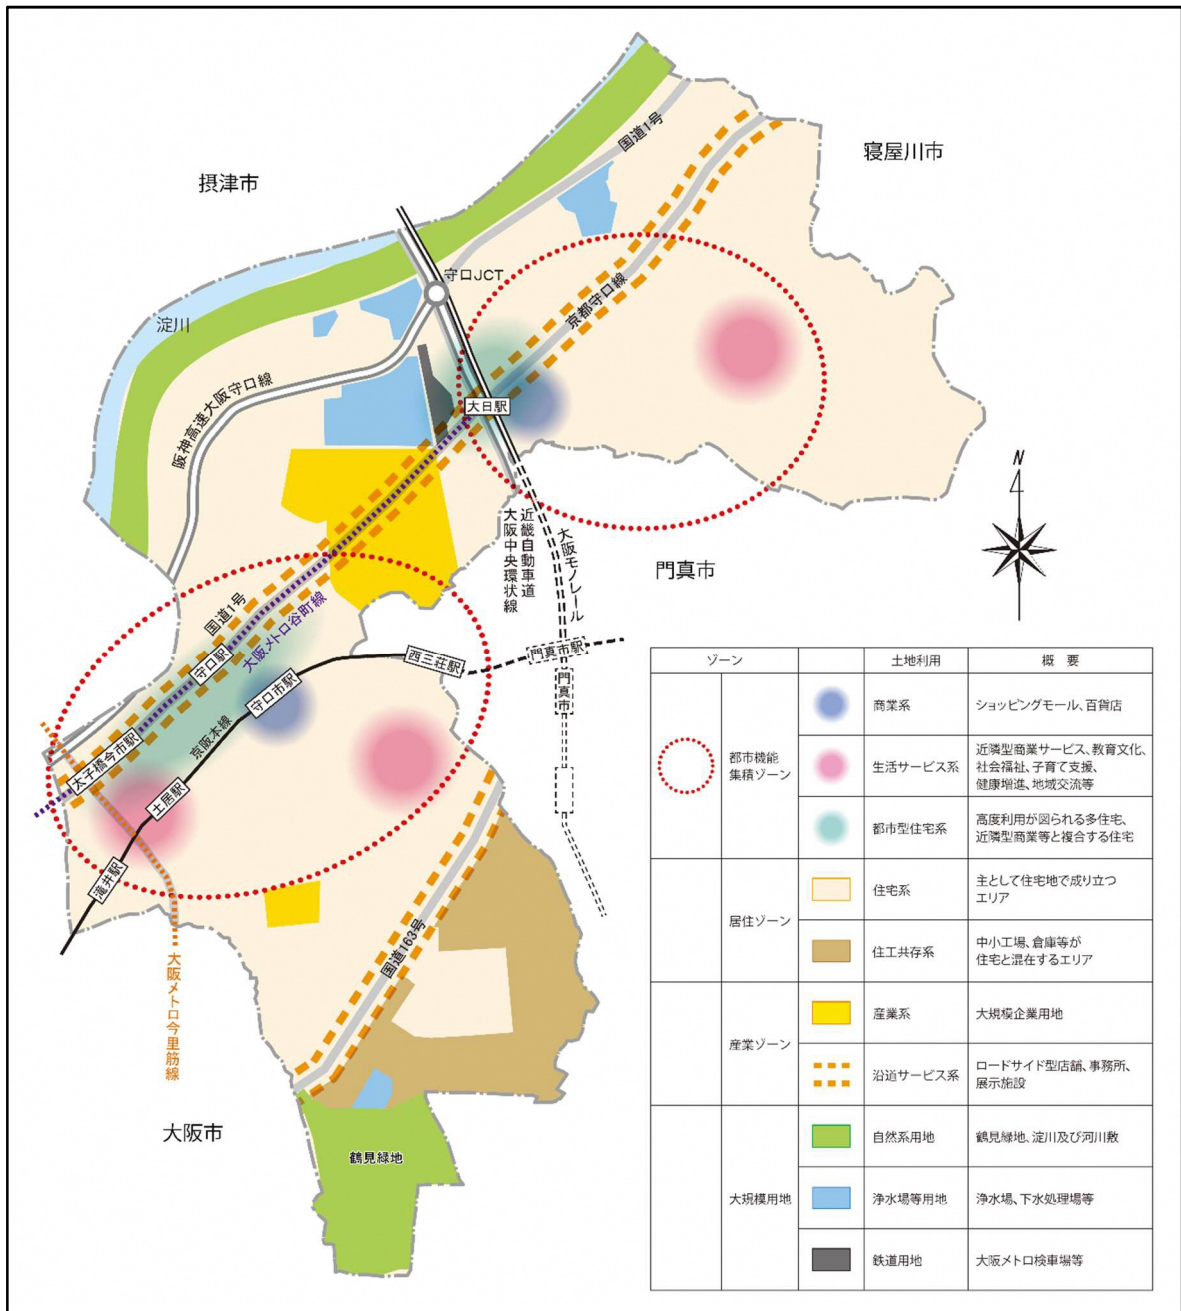 寝屋川市
摂津市
国道1号
守口JCT
京都守口線
淀川
阪神高速大阪守口線
大日駅
大阪中央環状線
近畿自動車道
大阪モノレール
門真市
国道1号
大阪メトロ谷町線
守口駅
西三荘駅
門真市駅
門真市
守口市駅
京阪本線
太子橋今市駅
土居駅
滝井駅
国道163号
大阪メトロ今里筋線
大阪市
鶴見緑地
N
ゾーン 土地利用 概 要
都市機能
集積ゾーン
商業系 ショッピングモール、百貨店
生活サービス系
近隣型商業サービス、教育文化、
社会福祉、子育て支援、
健康増進、地域交流等
都市型住宅系
高度利用が図られる多住宅、
近隣型商業等と複合する住宅
居住ゾーン
住宅系
主として住宅地で成り立つ
エリア
住工共存系
中小工場、倉庫等が
住宅と混在するエリア
産業ゾーン
産業系 大規模企業用地
沿道サービス系
ロードサイド型店舗、事務所、
展示施設
大規模用地
自然系用地 鶴見緑地、淀川及び河川敷
浄水場等用地 浄水場、下水処理場等
鉄道用地 大阪メトロ検車場等